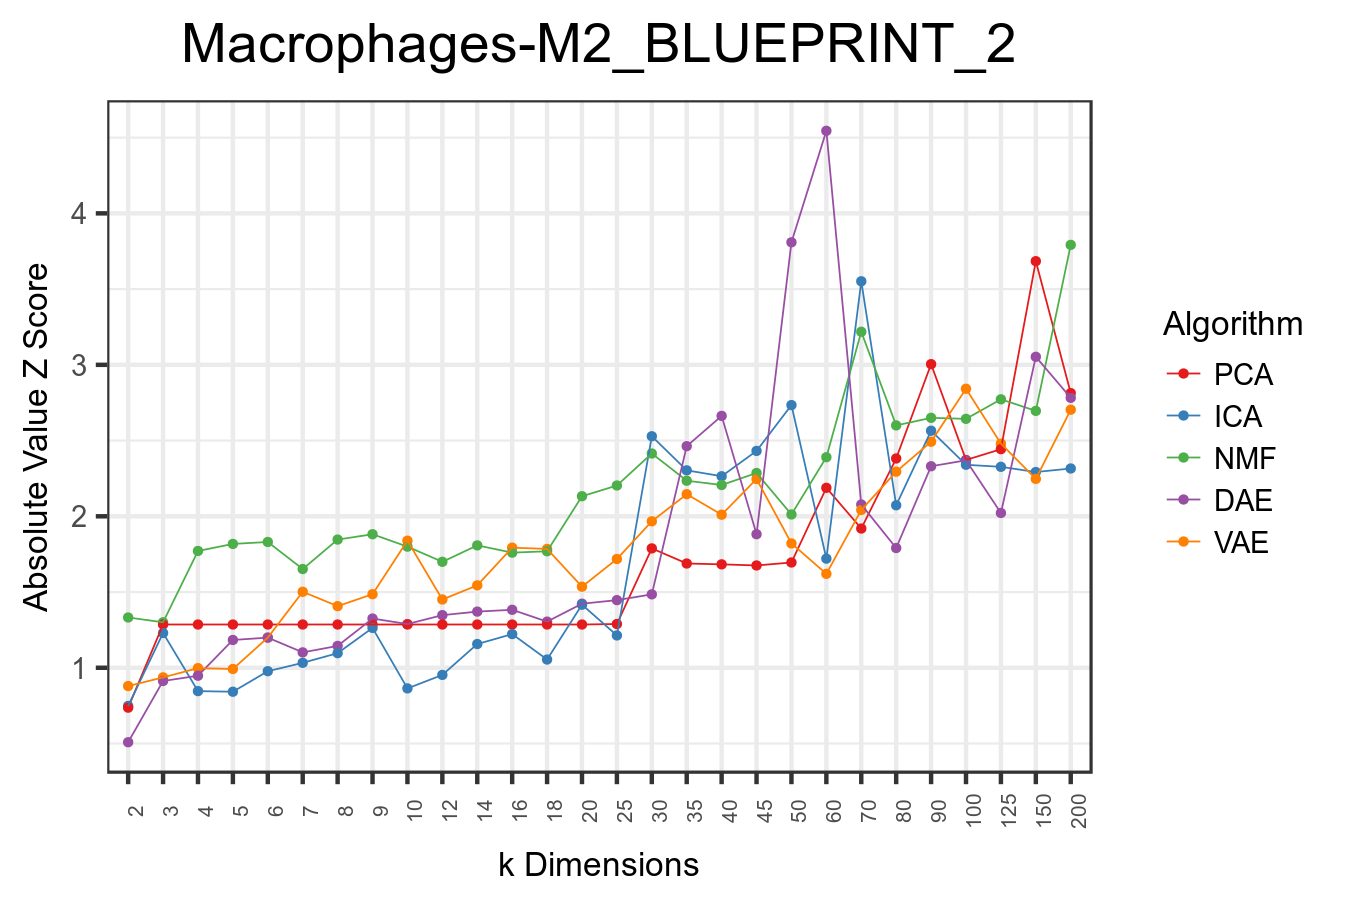 Macrophages-M2_BLUEPRINT_2
Absolute Value Z Score
4
3
2
1
2 3 4 5 6 7 8 9 10 12 14 16 18 20 25 30 35 40 45 50 60 70 80 90 100 125 150 200
k Dimensions
Algorithm
PCA
ICA
NMF
DAE
VAE